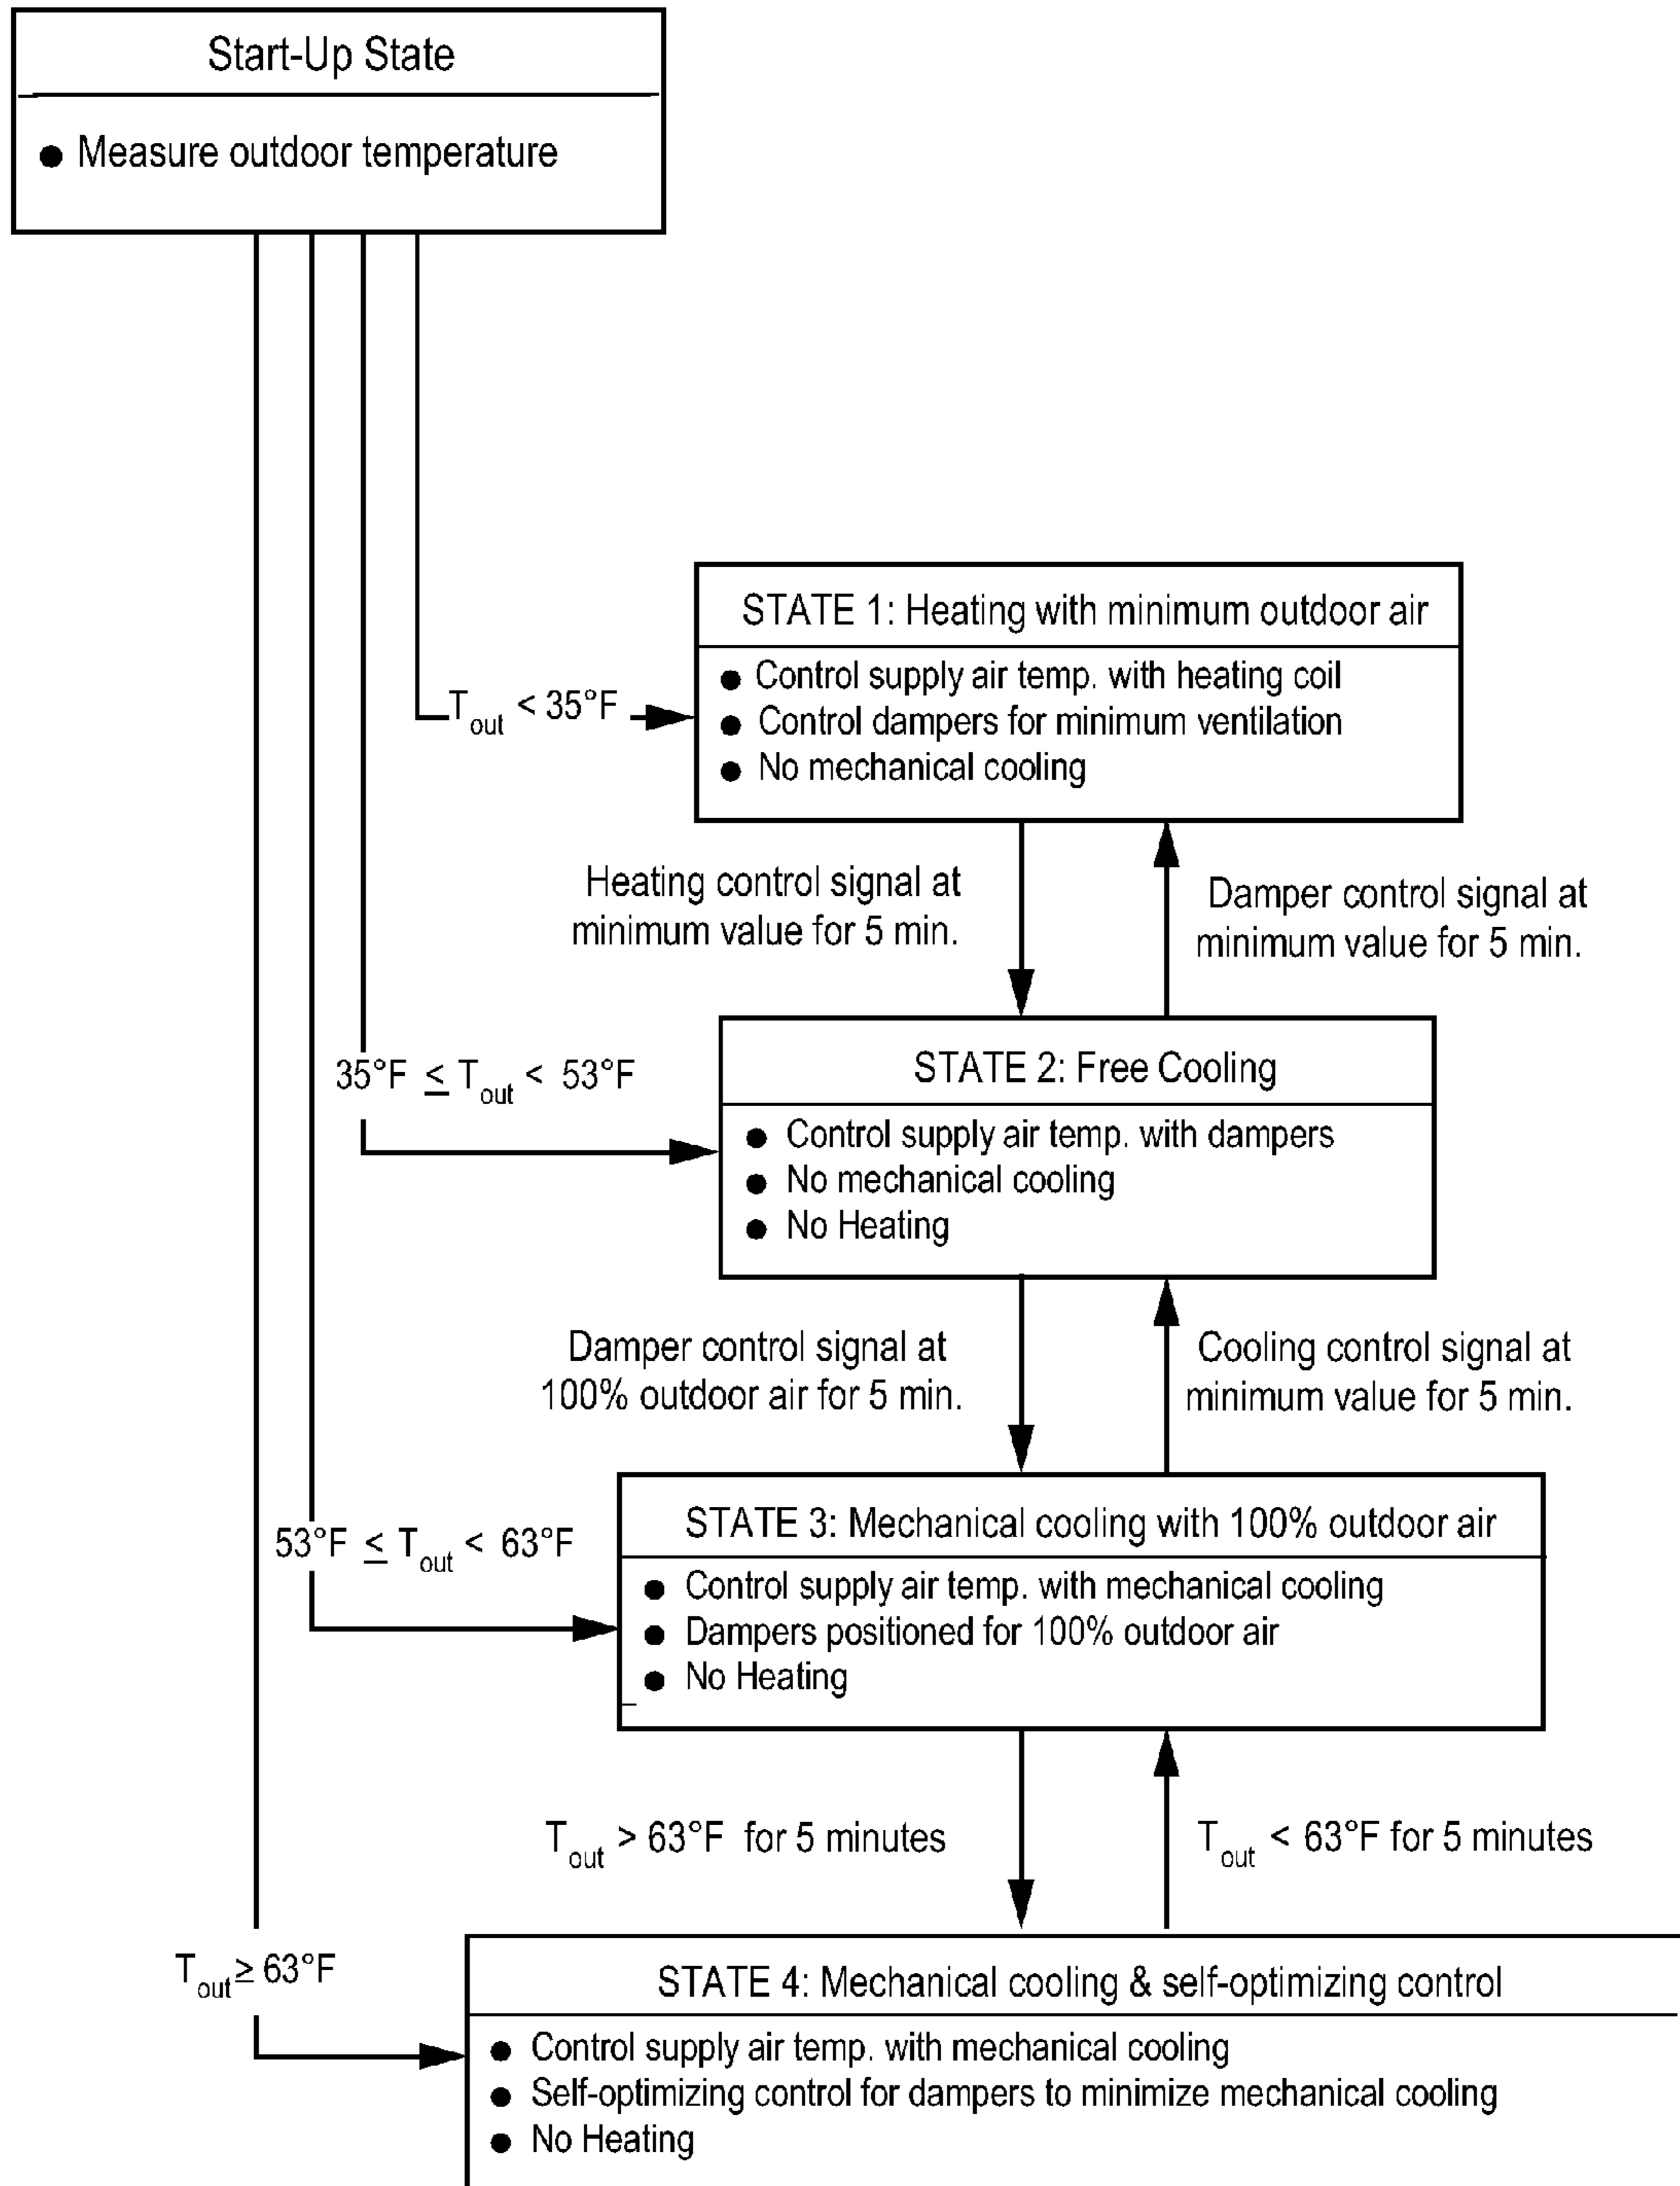 Start-Up State
● Measure outdoor temperature
STATE 1: Heating with minimum outdoor air
● Control supply air temp. with heating coil
● Control dampers for minimum ventilation
● No mechanical cooling
Tout < 35°F
Heating control signal at
minimum value for 5 min.
Damper control signal at
minimum value for 5 min.
35°F ≤ Tout < 53°F
STATE 2: Free Cooling
● Control supply air temp. with dampers
● No mechanical cooling
● No Heating
Damper control signal at
100% outdoor air for 5 min.
Cooling control signal at
minimum value for 5 min.
53°F ≤ Tout < 63°F
STATE 3: Mechanical cooling with 100% outdoor air
● Control supply air temp. with mechanical cooling
● Dampers positioned for 100% outdoor air
● No Heating
Tout > 63°F for 5 minutes
Tout < 63°F for 5 minutes
Tout ≥ 63°F
STATE 4: Mechanical cooling & self-optimizing control
● Control supply air temp. with mechanical cooling
● Self-optimizing control for dampers to minimize mechanical cooling
● No Heating